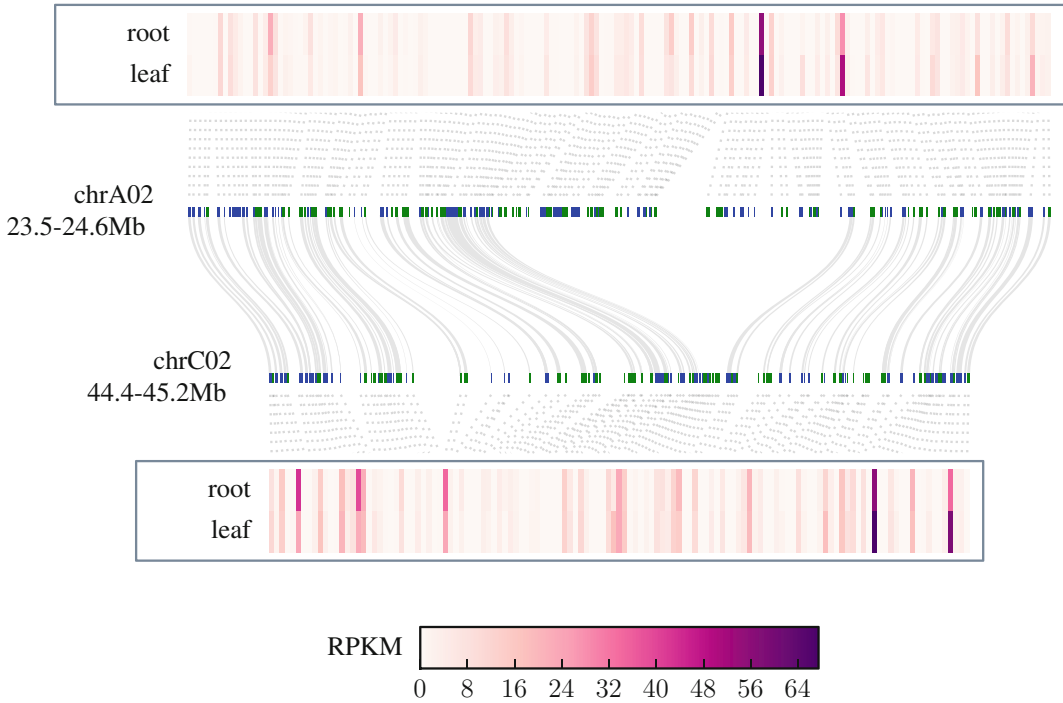 root
leaf
chrA02
23.5-24.6Mb
chrC02
44.4-45.2Mb
root
leaf
RPKM
0 8 16 24 32 40 48 56 64